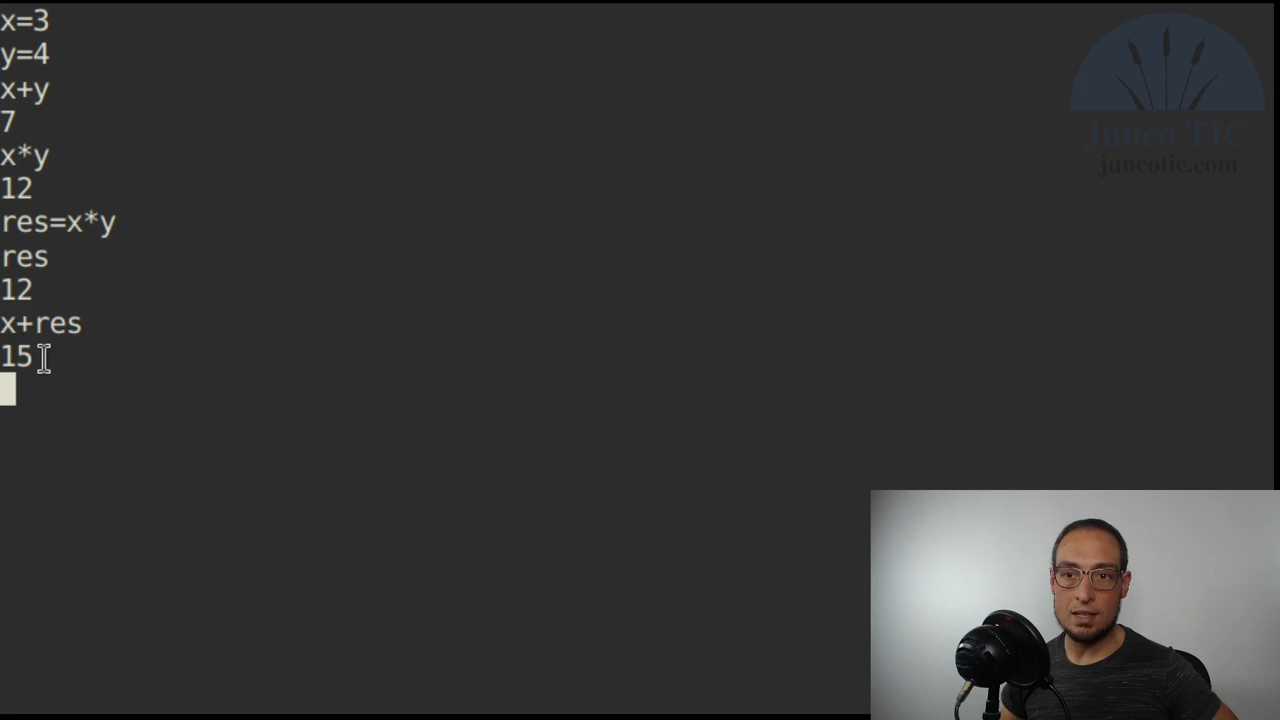 x=3
y=4
x+y
7
x*y
12
res=x*y
res
12
x+res
15
Junco TIC
juncotic.com